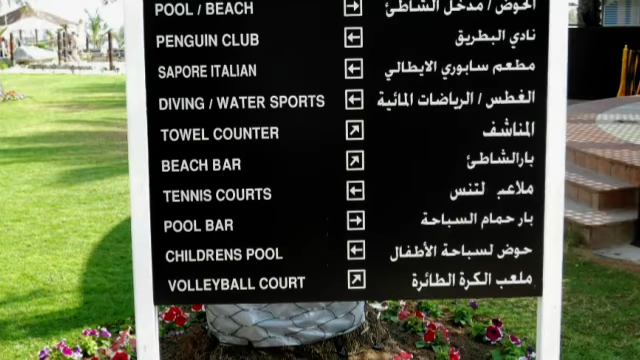 POOL / BEACH → الحوض / مدخل الشاطئ
PENGUIN CLUB ← نادي البطريق
SAPORE ITALIAN ← مطعم سابوري الايطالي
DIVING / WATER SPORTS ← الغطس / الرياضات المائية
TOWEL COUNTER ↗ المناشف
BEACH BAR ↗ بارالشاطئ
TENNIS COURTS ← ملاعب لتنس
POOL BAR → بار حمام السباحة
CHILDRENS POOL ← حوض لسباحة الأطفال
VOLLEYBALL COURT ↗ ملعب الكرة الطائرة